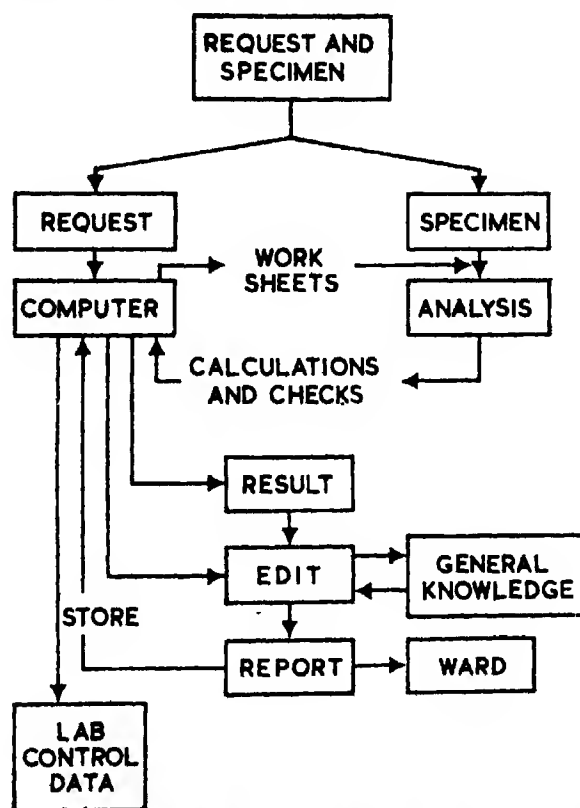 REQUEST AND
SPECIMEN
REQUEST
SPECIMEN
WORK
SHEETS
COMPUTER
ANALYSIS
CALCULATIONS
AND CHECKS
RESULT
EDIT
GENERAL
KNOWLEDGE
STORE
REPORT
WARD
LAB
CONTROL
DATA